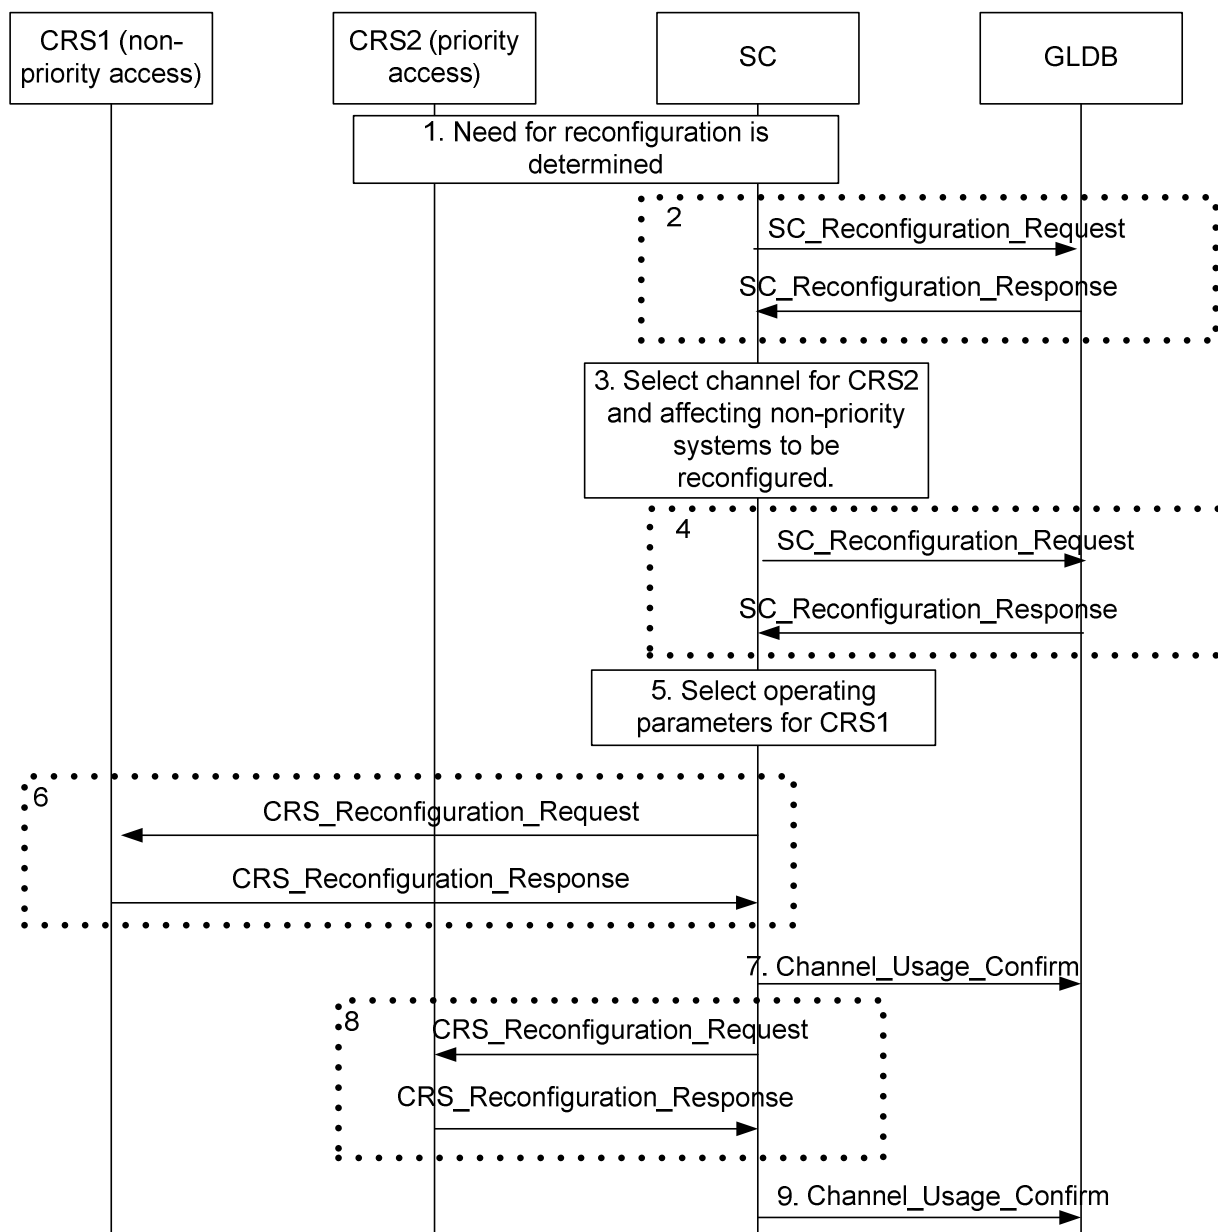 CRS1 (non-
priority access)
CRS2 (priority
access)
SC
GLDB
1. Need for reconfiguration is
determined
2
SC_Reconfiguration_Request
SC_Reconfiguration_Response
3. Select channel for CRS2
and affecting non-priority
systems to be
reconfigured.
4
SC_Reconfiguration_Request
SC_Reconfiguration_Response
5. Select operating
parameters for CRS1
6
CRS_Reconfiguration_Request
CRS_Reconfiguration_Response
7. Channel_Usage_Confirm
8
CRS_Reconfiguration_Request
CRS_Reconfiguration_Response
9. Channel_Usage_Confirm